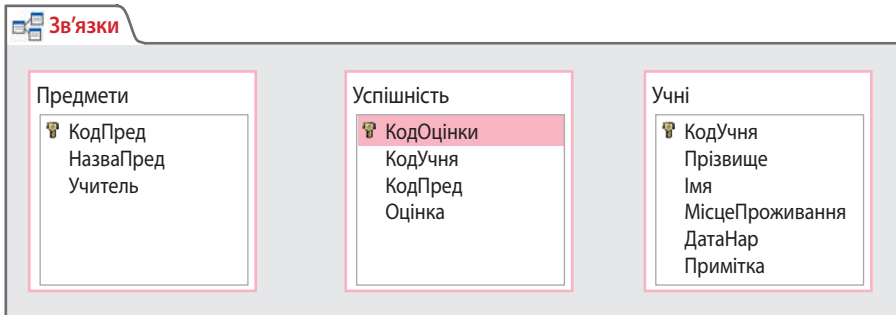 Зв'язки
Предмети
КодПред
НазваПред
Учитель
Успішність
КодОцінки
КодУчня
КодПред
Оцінка
Учні
КодУчня
Прізвище
Імя
МісцеПроживання
ДатаНар
Примітка